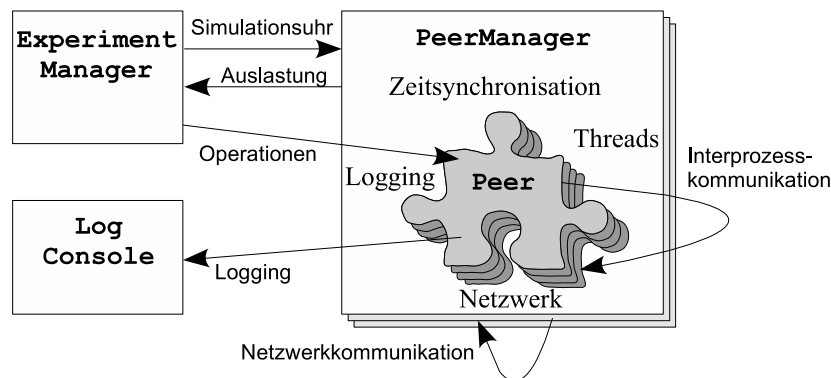 Experiment
Manager
Simulationsuhr
Auslastung
Operationen
PeerManager
Zeitsynchronisation
Threads
Logging
Peer
Interprozess-
kommunikation
Log
Console
Logging
Netzwerk
Netzwerkkommunikation